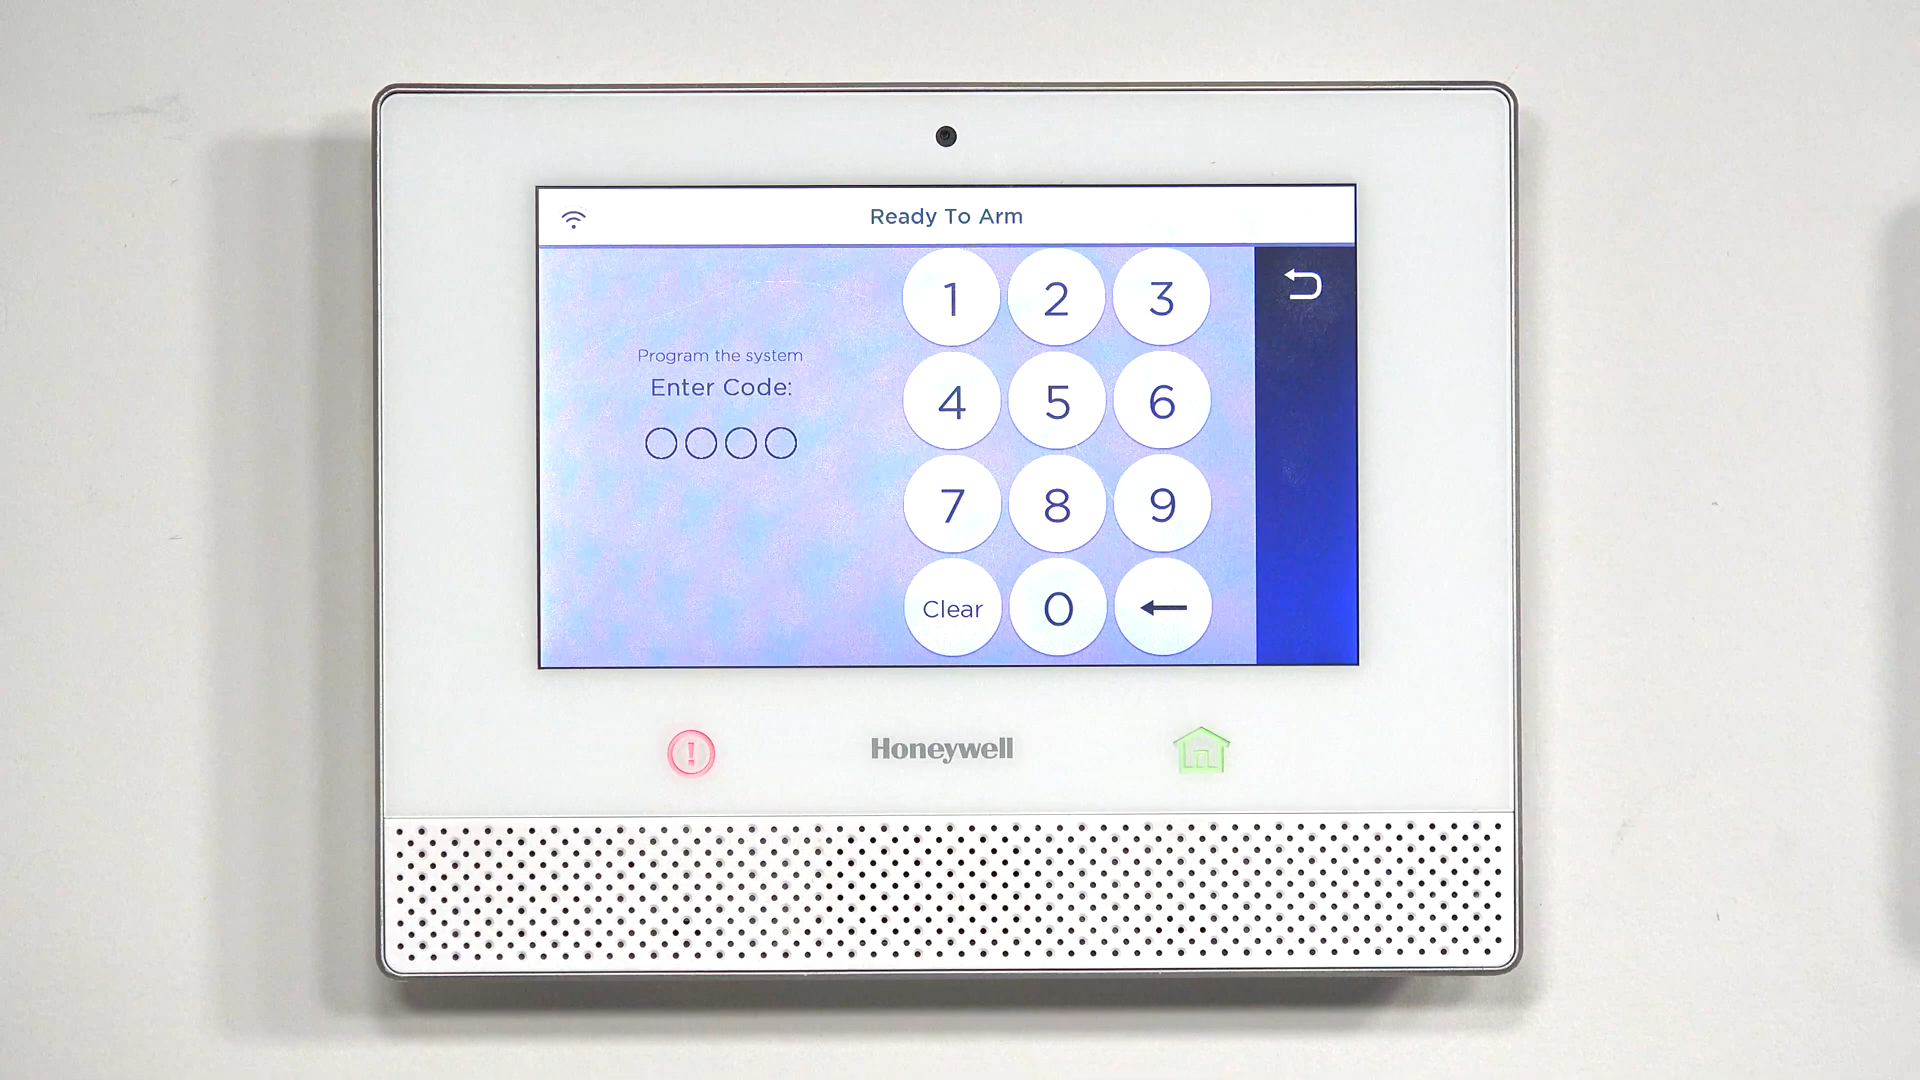 Ready To Arm
Program the system
Enter Code:
1 2 3
4 5 6
7 8 9
Clear 0
Honeywell